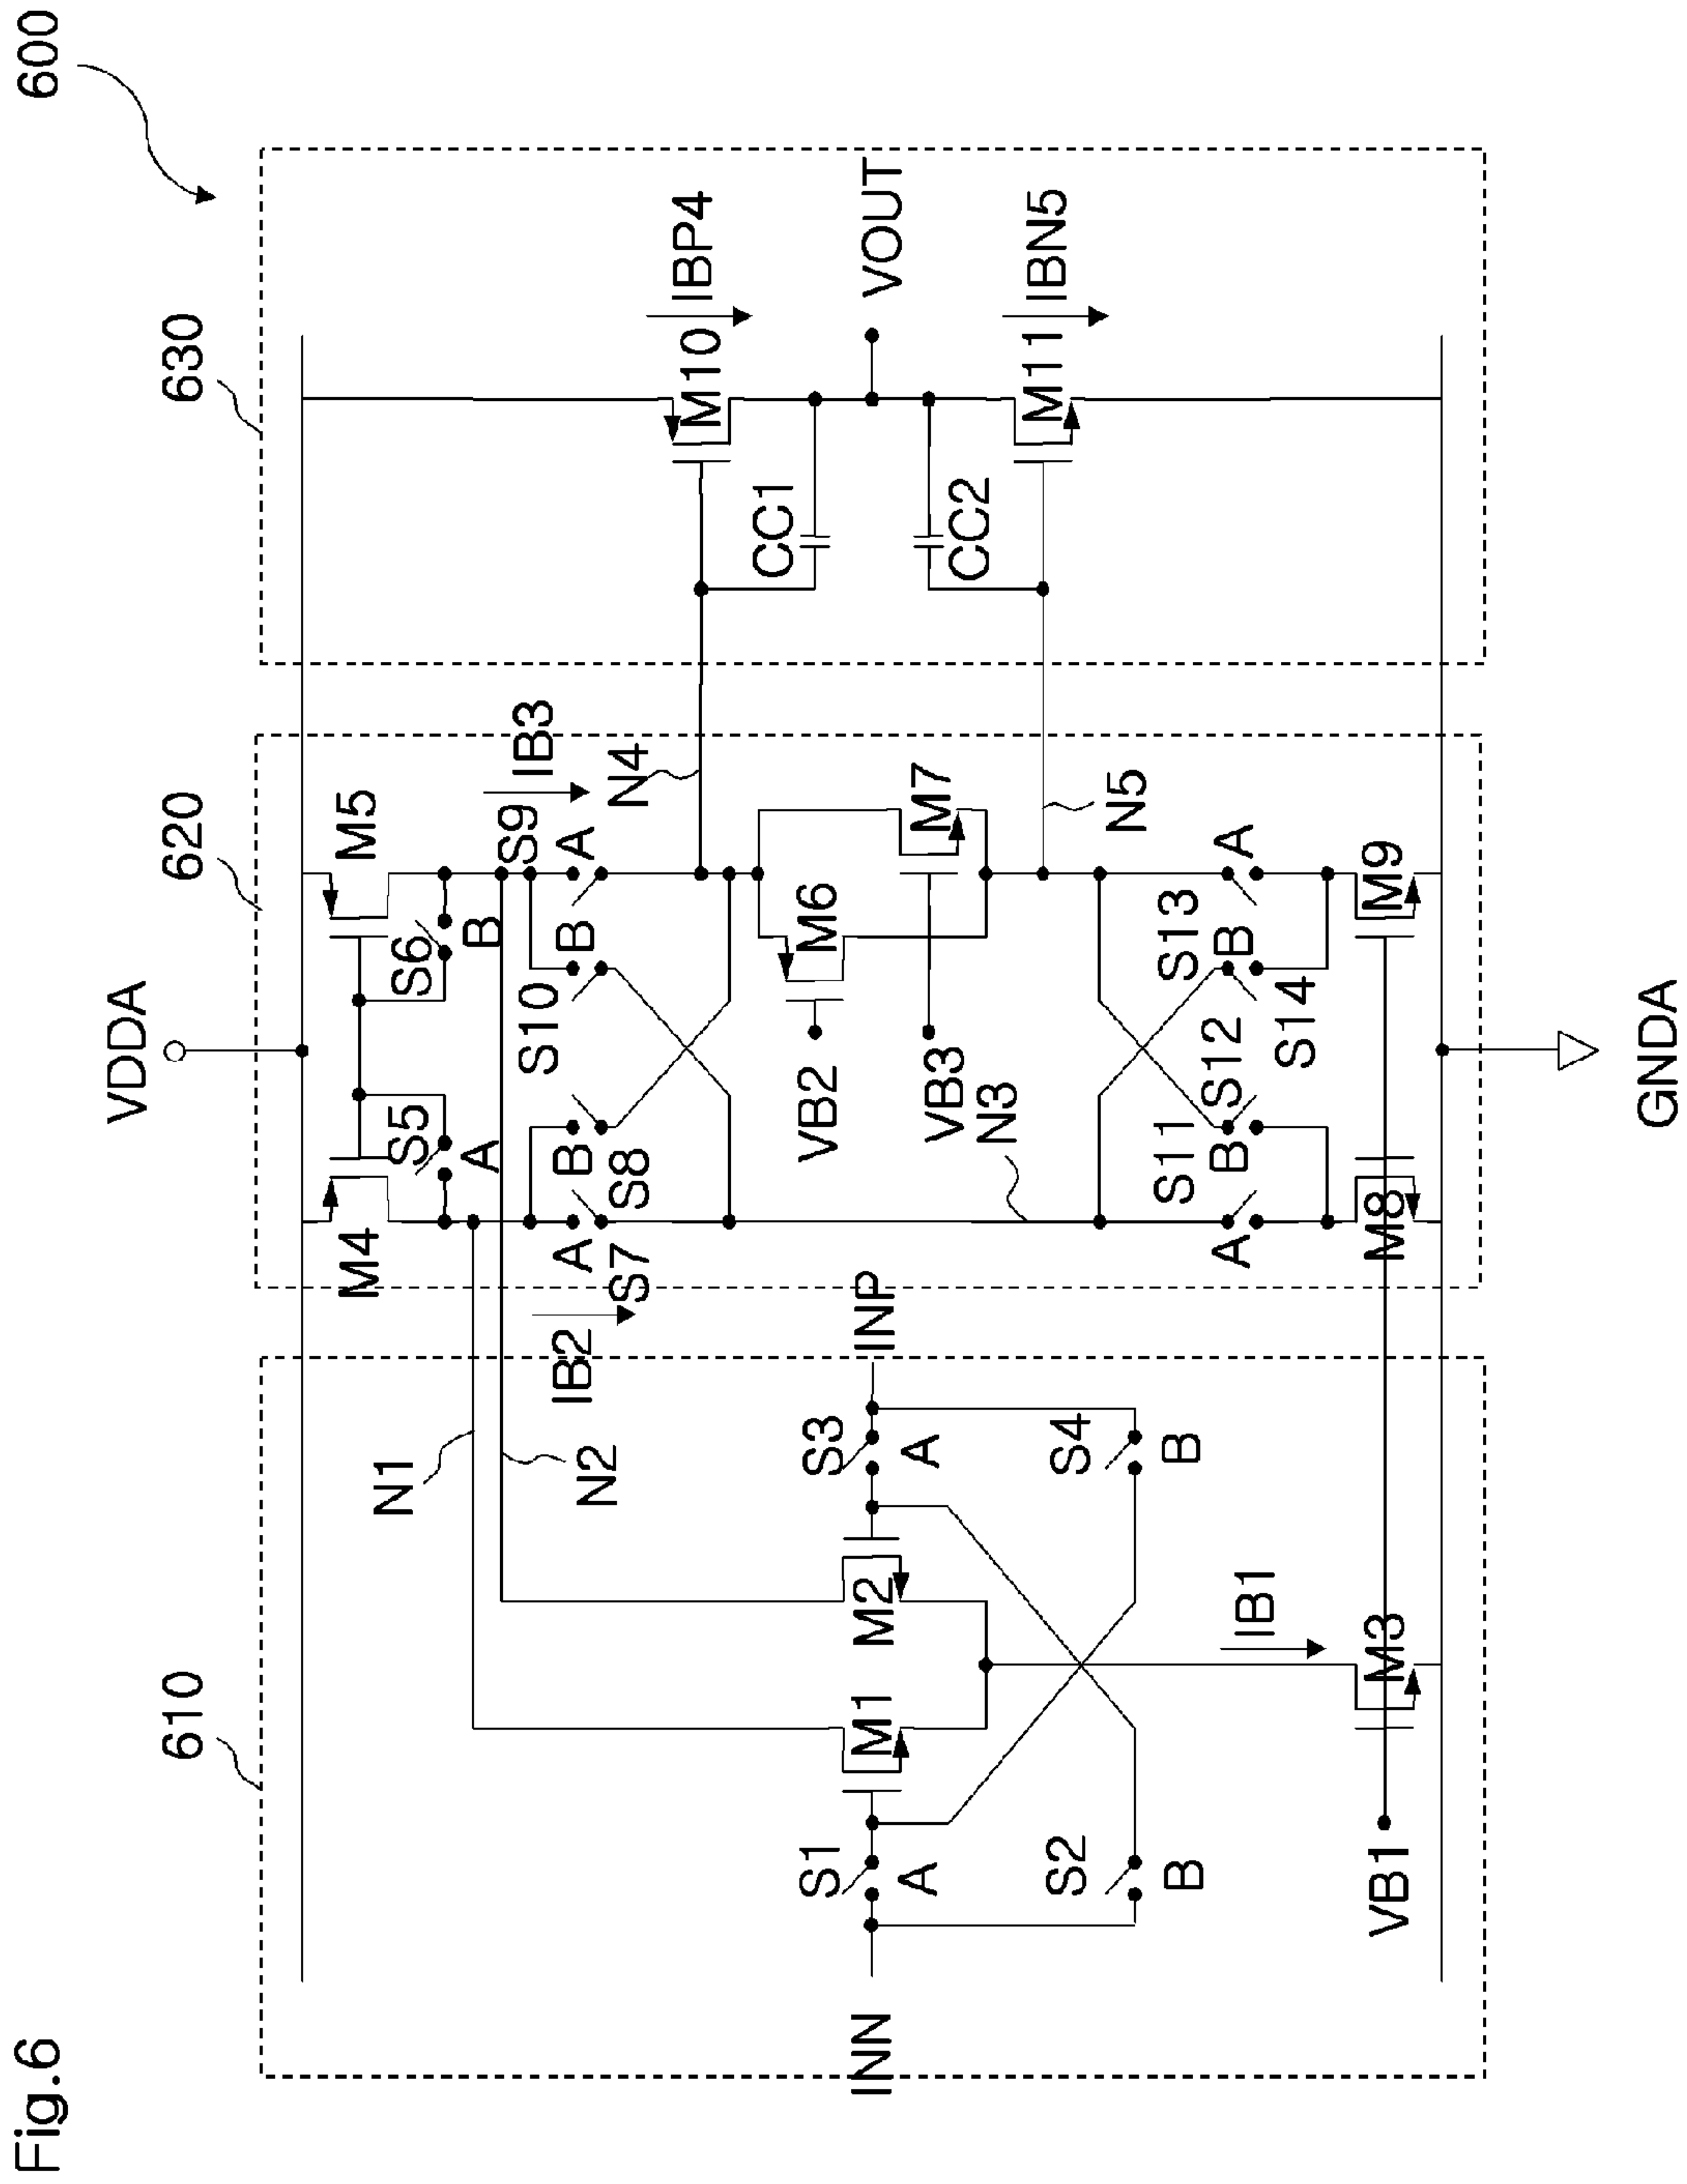 Fig.6
600
610
620
630
VDDA
N1
N2
IB2
INN
S1
A
M1
M2
S3
A
INP
S2
B
S4
B
IB1
VB1
M3
M4
S5
A
M5
S6
B
IB3
A
S7
B
S8
S10
B
S9
A
N4
VB2
M6
VB3
M7
N3
N5
S11
A
B
S12
S13
B
A
S14
M8
M9
M10
IBP4
CC1
VOUT
CC2
M11
IBN5
GNDA